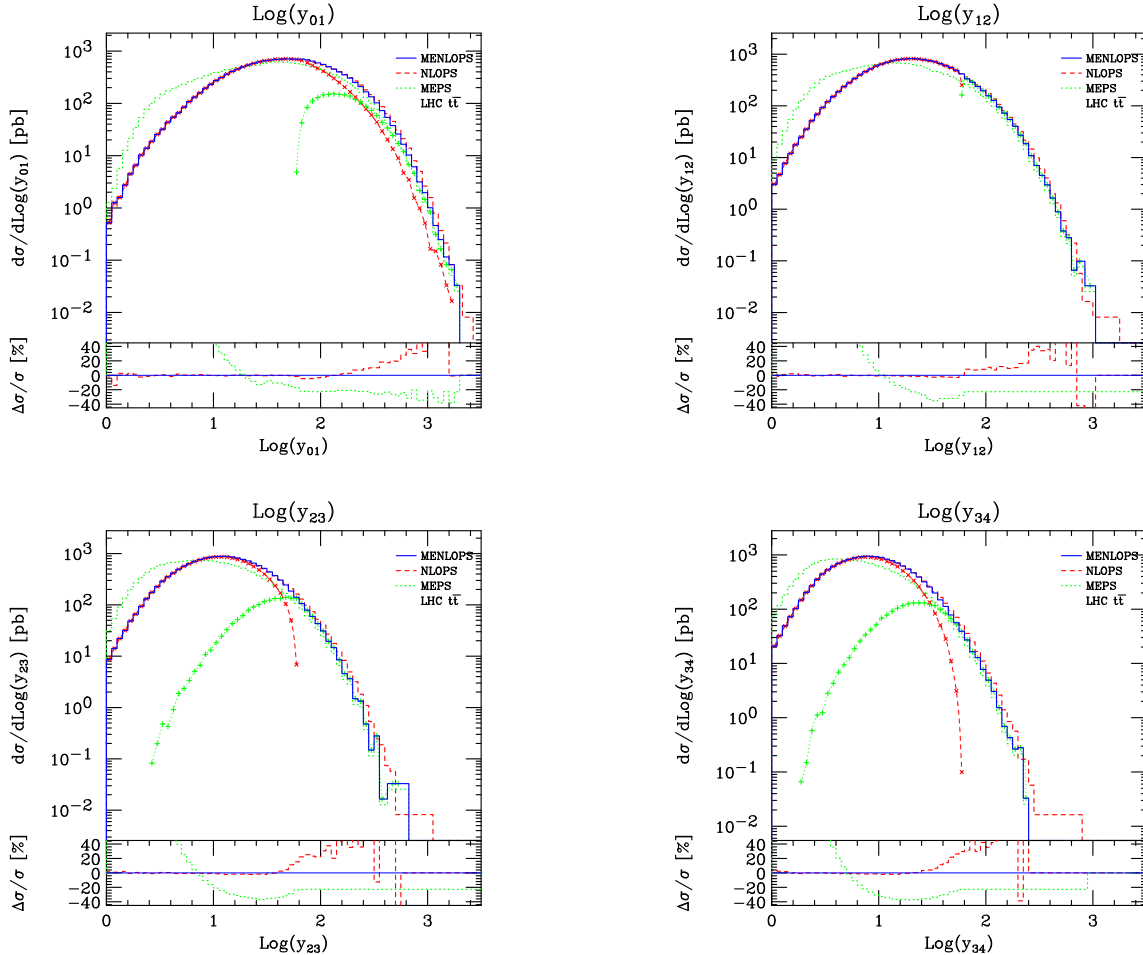 Log(y₀₁)
10³
10²
10¹
10⁰
10⁻¹
10⁻²
dσ/dLog(y₀₁) [pb]
MENLOPS
NLOPS
MEPS
LHC tt̅
40
20
0
−20
−40
Δσ/σ [%]
0 1 2 3
Log(y₀₁)
Log(y₁₂)
10³
10²
10¹
10⁰
10⁻¹
10⁻²
dσ/dLog(y₁₂) [pb]
MENLOPS
NLOPS
MEPS
LHC tt̅
40
20
0
−20
−40
Δσ/σ [%]
0 1 2 3
Log(y₁₂)
Log(y₂₃)
10³
10²
10¹
10⁰
10⁻¹
10⁻²
dσ/dLog(y₂₃) [pb]
MENLOPS
NLOPS
MEPS
LHC tt̅
40
20
0
−20
−40
Δσ/σ [%]
0 1 2 3
Log(y₂₃)
Log(y₃₄)
10³
10²
10¹
10⁰
10⁻¹
10⁻²
dσ/dLog(y₃₄) [pb]
MENLOPS
NLOPS
MEPS
LHC tt̅
40
20
0
−20
−40
Δσ/σ [%]
0 1 2 3
Log(y₃₄)